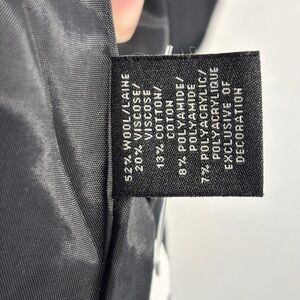 52% WOOL/LAINE
20% VISCOSE/
VISCOSE
13% COTTON/
COTON
8% POLYAMIDE/
POLYAMIDE
7% POLYACRYLIC/
POLYACRYLIQUE
EXCLUSIVE OF
DECORATION